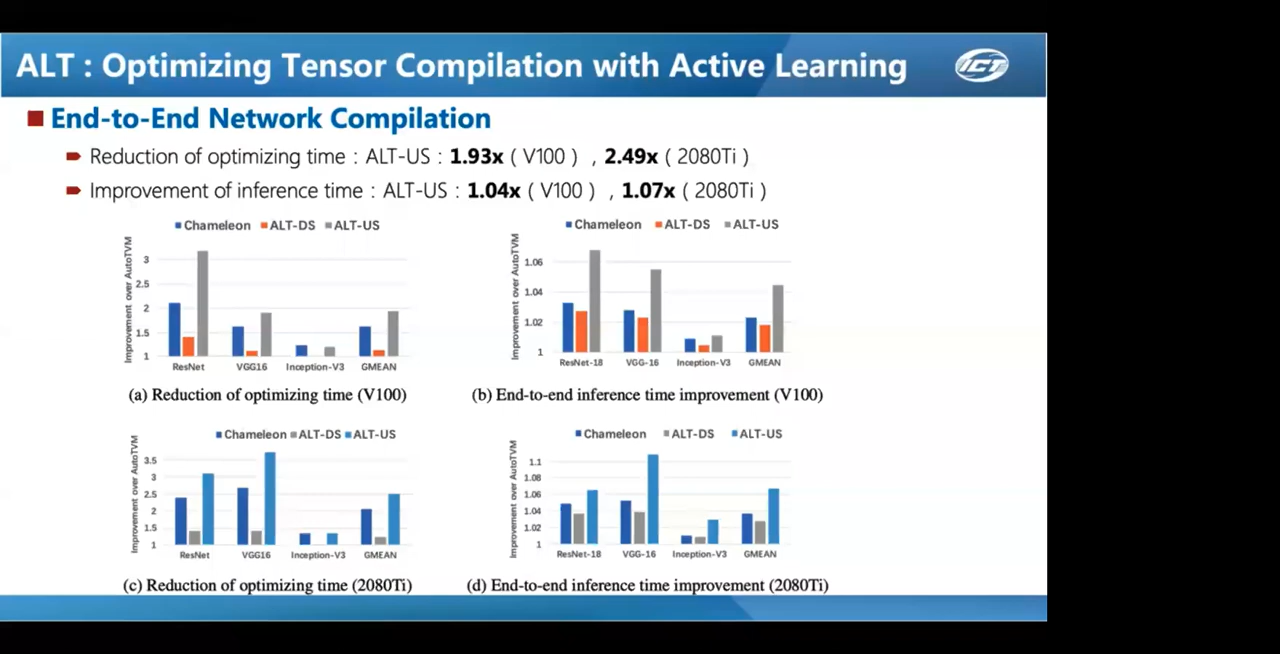 ALT : Optimizing Tensor Compilation with Active Learning
ICT
End-to-End Network Compilation
Reduction of optimizing time : ALT-US : 1.93x ( V100 ) , 2.49x ( 2080Ti )
Improvement of inference time : ALT-US : 1.04x ( V100 ) , 1.07x ( 2080Ti )
Chameleon ALT-DS ALT-US
Improvement over AutoTVM
3
2.5
2
1.5
1
ResNet VGG16 Inception-V3 GMEAN
(a) Reduction of optimizing time (V100)
Chameleon ALT-DS ALT-US
Improvement over AutoTVM
1.06
1.04
1.02
1
ResNet-18 VGG-16 Inception-V3 GMEAN
(b) End-to-end inference time improvement (V100)
Chameleon ALT-DS ALT-US
Improvement over AutoTVM
3.5
3
2.5
2
1.5
1
ResNet VGG16 Inception-V3 GMEAN
(c) Reduction of optimizing time (2080Ti)
Chameleon ALT-DS ALT-US
Improvement over AutoTVM
1.1
1.08
1.06
1.04
1.02
1
ResNet-18 VGG-16 Inception-V3 GMEAN
(d) End-to-end inference time improvement (2080Ti)